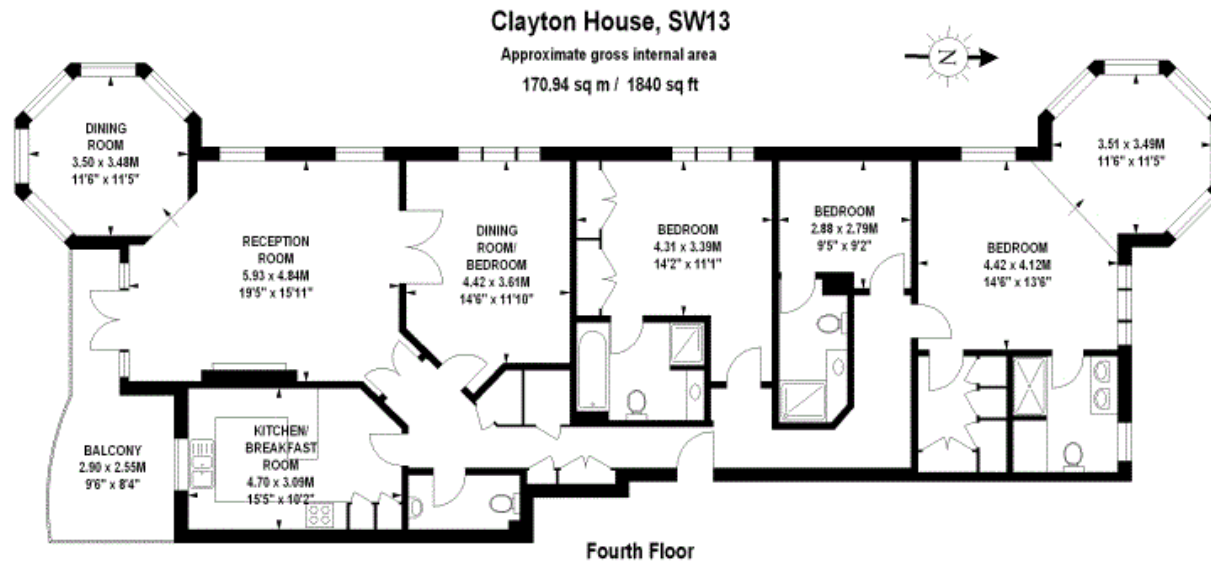 Clayton House, SW13
Approximate gross internal area
170.94 sq m / 1840 sq ft
N
DINING
ROOM
3.50 x 3.48M
11'6" x 11'5"
RECEPTION
ROOM
5.93 x 4.84M
19'5" x 15'11"
DINING
ROOM/
BEDROOM
4.42 x 3.61M
14'6" x 11'10"
BEDROOM
4.31 x 3.39M
14'2" x 11'1"
BEDROOM
2.88 x 2.79M
9'5" x 9'2"
BEDROOM
4.42 x 4.12M
14'6" x 13'6"
3.51 x 3.49M
11'6" x 11'5"
BALCONY
2.90 x 2.55M
9'6" x 8'4"
KITCHEN/
BREAKFAST
ROOM
4.70 x 3.09M
15'5" x 10'2"
Fourth Floor